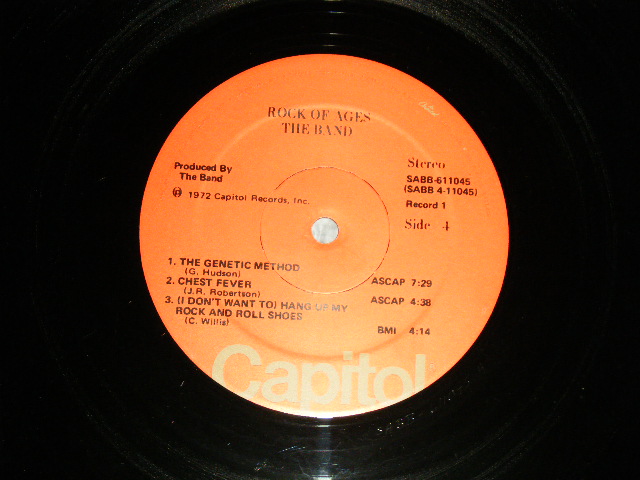 ROCK OF AGES
THE BAND
Produced By
The Band
℗ 1972 Capitol Records, Inc.
Stereo
SABB-611045
(SABB 4-11045)
Record 1
Side 4
1. THE GENETIC METHOD
(G. Hudson) ASCAP 7:29
2. CHEST FEVER
(J.R. Robertson) ASCAP 4:38
3. (I DON'T WANT TO) HANG UP MY
ROCK AND ROLL SHOES
(C. Willis) BMI 4:14
Capitol